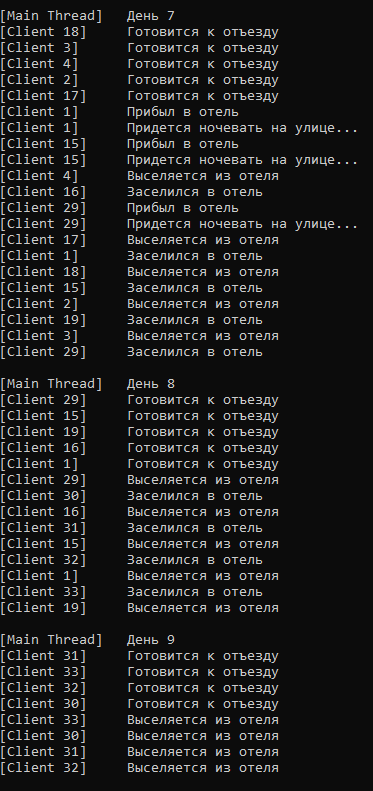 [Main Thread]   День 7
[Client 18]     Готовится к отъезду
[Client 3]      Готовится к отъезду
[Client 4]      Готовится к отъезду
[Client 2]      Готовится к отъезду
[Client 17]     Готовится к отъезду
[Client 1]      Прибыл в отель
[Client 1]      Придется ночевать на улице...
[Client 15]     Прибыл в отель
[Client 15]     Придется ночевать на улице...
[Client 4]      Выселяется из отеля
[Client 16]     Заселился в отель
[Client 29]     Прибыл в отель
[Client 29]     Придется ночевать на улице...
[Client 17]     Выселяется из отеля
[Client 1]      Заселился в отель
[Client 18]     Выселяется из отеля
[Client 15]     Заселился в отель
[Client 2]      Выселяется из отеля
[Client 19]     Заселился в отель
[Client 3]      Выселяется из отеля
[Client 29]     Заселился в отель

[Main Thread]   День 8
[Client 29]     Готовится к отъезду
[Client 15]     Готовится к отъезду
[Client 19]     Готовится к отъезду
[Client 16]     Готовится к отъезду
[Client 1]      Готовится к отъезду
[Client 29]     Выселяется из отеля
[Client 30]     Заселился в отель
[Client 16]     Выселяется из отеля
[Client 31]     Заселился в отель
[Client 15]     Выселяется из отеля
[Client 32]     Заселился в отель
[Client 1]      Выселяется из отеля
[Client 33]     Заселился в отель
[Client 19]     Выселяется из отеля

[Main Thread]   День 9
[Client 31]     Готовится к отъезду
[Client 33]     Готовится к отъезду
[Client 32]     Готовится к отъезду
[Client 30]     Готовится к отъезду
[Client 33]     Выселяется из отеля
[Client 30]     Выселяется из отеля
[Client 31]     Выселяется из отеля
[Client 32]     Выселяется из отеля